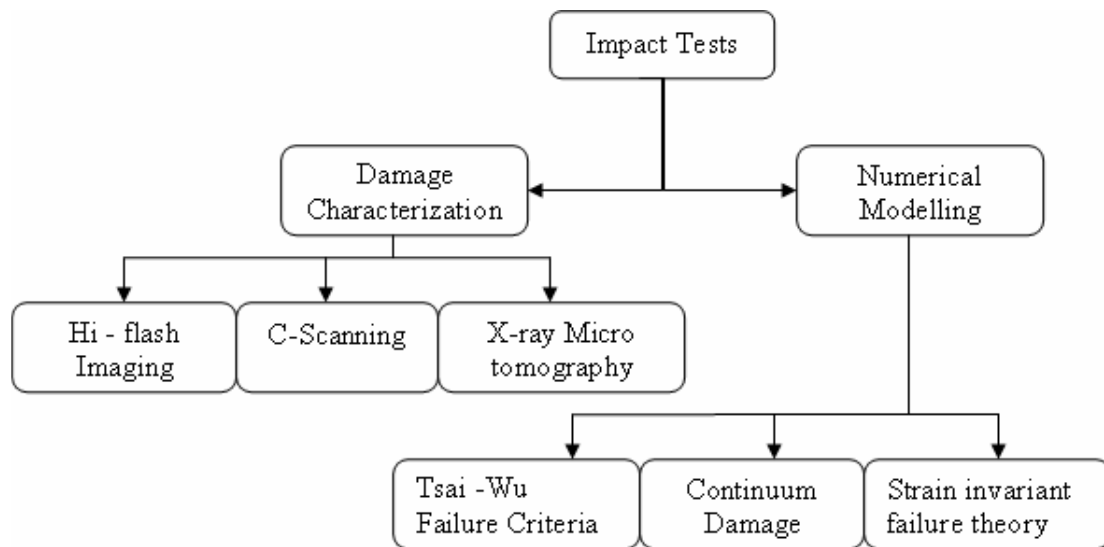 Impact Tests
Damage
Characterization
Numerical
Modelling
Hi - flash
Imaging
C-Scanning
X-ray Micro
tomography
Tsai -Wu
Failure Criteria
Continuum
Damage
Strain invariant
failure theory